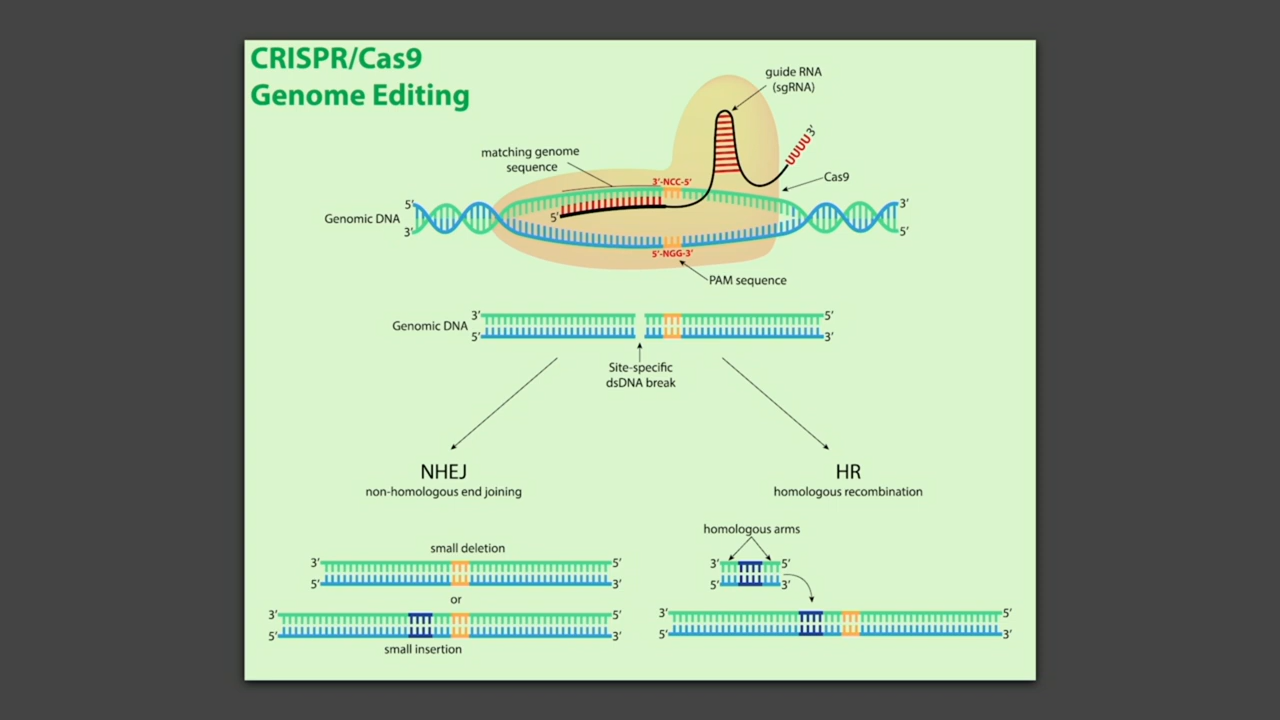 CRISPR/Cas9
Genome Editing
guide RNA
(sgRNA)
UUUU3'
matching genome
sequence
3'-NCC-5'
Cas9
5'
3'
Genomic DNA
5'
3'
5'
5'-NGG-3'
PAM sequence
3'
5'
Genomic DNA
5'
3'
Site-specific
dsDNA break
NHEJ
non-homologous end joining
HR
homologous recombination
homologous arms
small deletion
3'
5'
5'
3'
or
3'
5'
5'
3'
small insertion
3'
5'
5'
3'
3'
5'
5'
3'